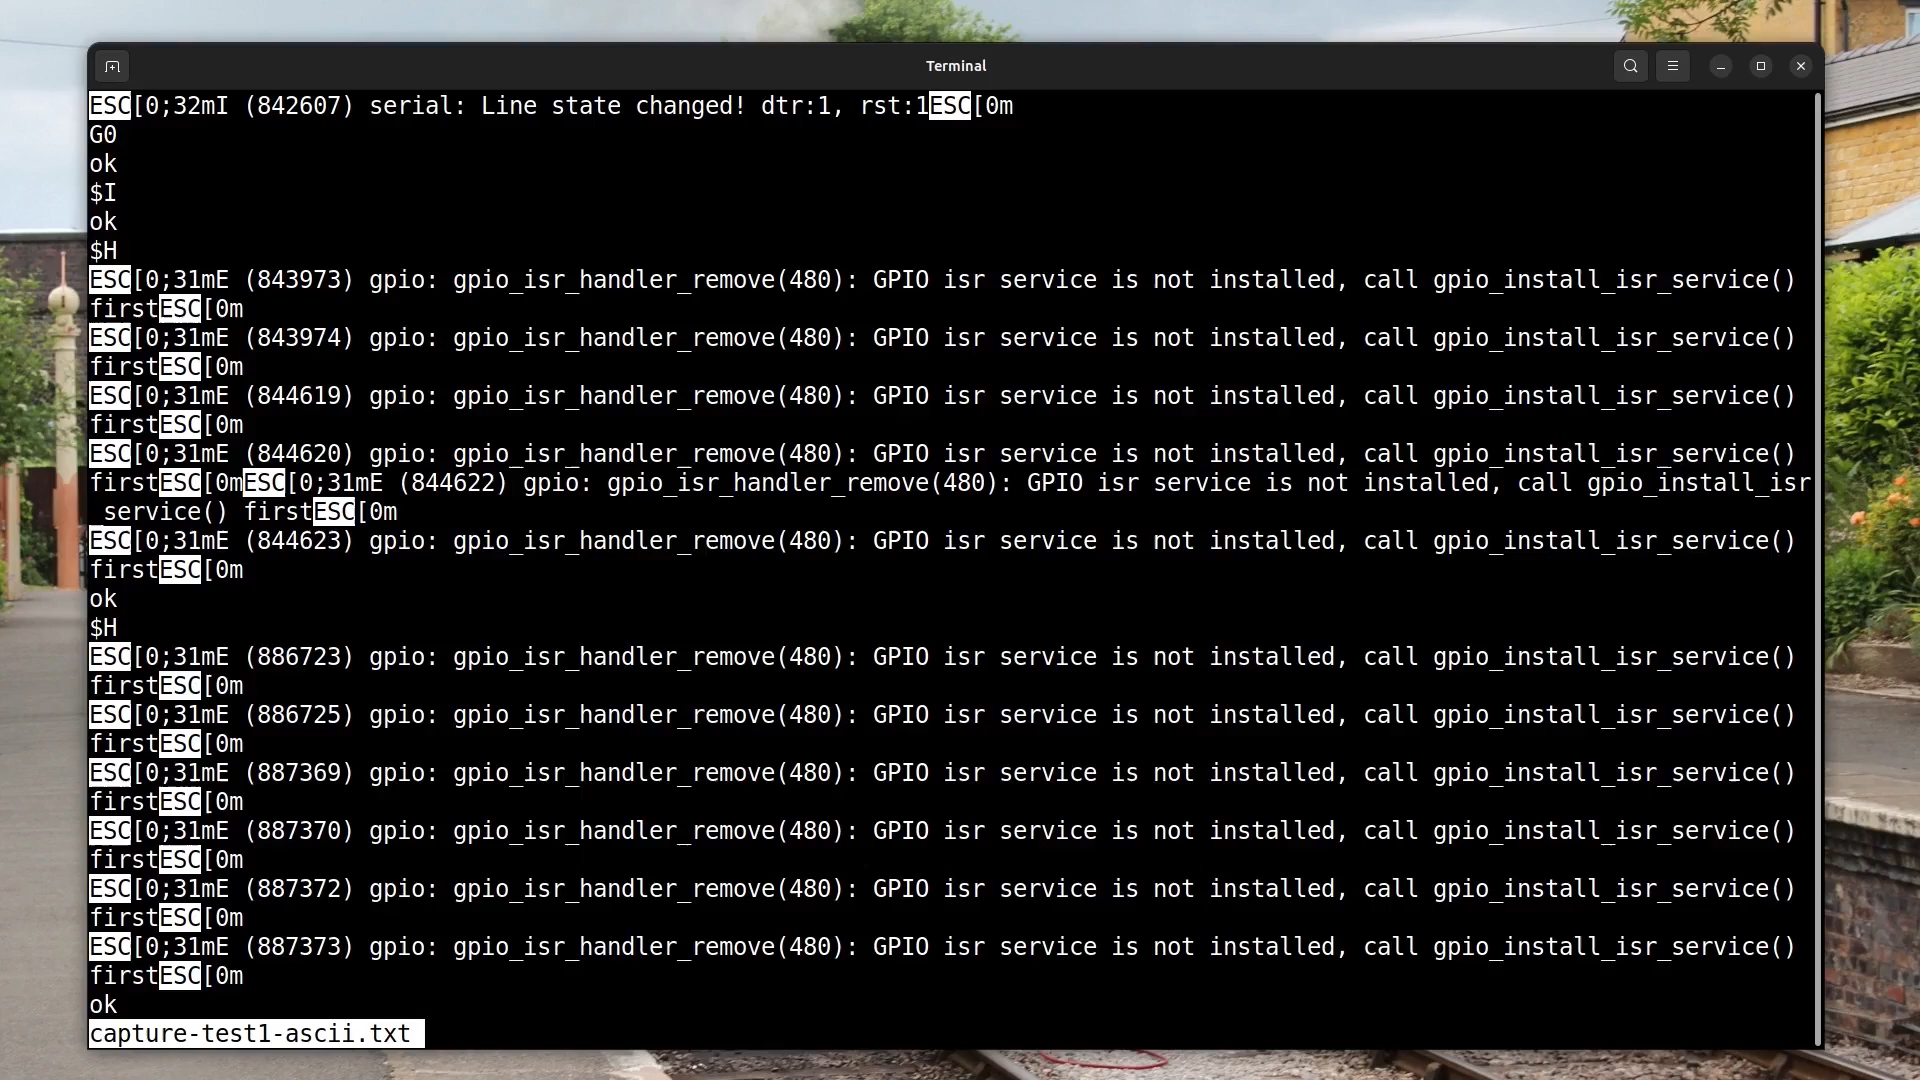 Terminal
ESC[0;32mI (842607) serial: Line state changed! dtr:1, rst:1ESC[0m
G0
ok
$I
ok
$H
ESC[0;31mE (843973) gpio: gpio_isr_handler_remove(480): GPIO isr service is not installed, call gpio_install_isr_service()
firstESC[0m
ESC[0;31mE (843974) gpio: gpio_isr_handler_remove(480): GPIO isr service is not installed, call gpio_install_isr_service()
firstESC[0m
ESC[0;31mE (844619) gpio: gpio_isr_handler_remove(480): GPIO isr service is not installed, call gpio_install_isr_service()
firstESC[0m
ESC[0;31mE (844620) gpio: gpio_isr_handler_remove(480): GPIO isr service is not installed, call gpio_install_isr_service()
firstESC[0mESC[0;31mE (844622) gpio: gpio_isr_handler_remove(480): GPIO isr service is not installed, call gpio_install_isr
_service() firstESC[0m
ESC[0;31mE (844623) gpio: gpio_isr_handler_remove(480): GPIO isr service is not installed, call gpio_install_isr_service()
firstESC[0m
ok
$H
ESC[0;31mE (886723) gpio: gpio_isr_handler_remove(480): GPIO isr service is not installed, call gpio_install_isr_service()
firstESC[0m
ESC[0;31mE (886725) gpio: gpio_isr_handler_remove(480): GPIO isr service is not installed, call gpio_install_isr_service()
firstESC[0m
ESC[0;31mE (887369) gpio: gpio_isr_handler_remove(480): GPIO isr service is not installed, call gpio_install_isr_service()
firstESC[0m
ESC[0;31mE (887370) gpio: gpio_isr_handler_remove(480): GPIO isr service is not installed, call gpio_install_isr_service()
firstESC[0m
ESC[0;31mE (887372) gpio: gpio_isr_handler_remove(480): GPIO isr service is not installed, call gpio_install_isr_service()
firstESC[0m
ESC[0;31mE (887373) gpio: gpio_isr_handler_remove(480): GPIO isr service is not installed, call gpio_install_isr_service()
firstESC[0m
ok
capture-test1-ascii.txt